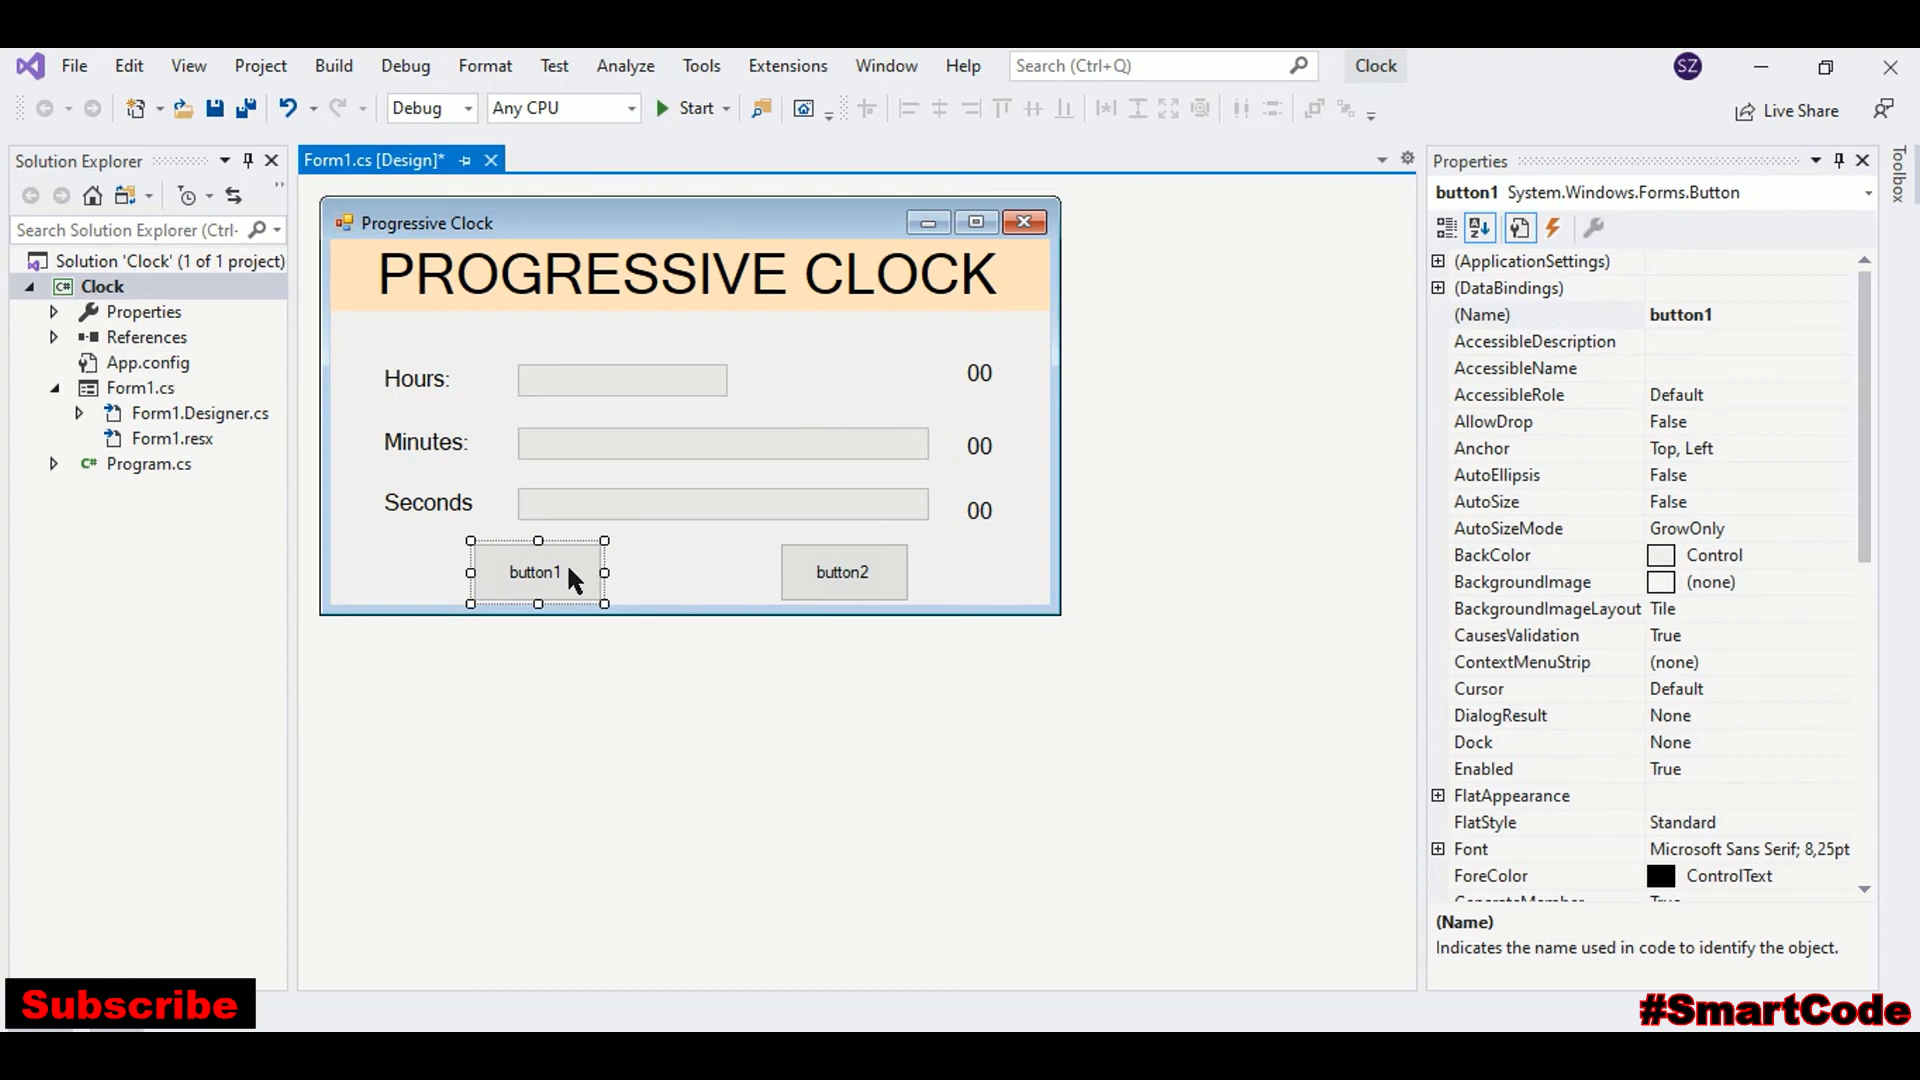 File Edit View Project Build Debug Format Test Analyze Tools Extensions Window Help Search (Ctrl+Q) Clock SZ
Debug Any CPU Start Live Share
Solution Explorer
Search Solution Explorer (Ctrl-
Solution 'Clock' (1 of 1 project)
C# Clock
Properties
References
App.config
Form1.cs
Form1.Designer.cs
Form1.resx
C# Program.cs
Form1.cs [Design]*
Progressive Clock
PROGRESSIVE CLOCK
Hours: 00
Minutes: 00
Seconds 00
button1 button2
Properties
button1 System.Windows.Forms.Button
(ApplicationSettings)
(DataBindings)
(Name) button1
AccessibleDescription
AccessibleName
AccessibleRole Default
AllowDrop False
Anchor Top, Left
AutoEllipsis False
AutoSize False
AutoSizeMode GrowOnly
BackColor Control
BackgroundImage (none)
BackgroundImageLayout Tile
CausesValidation True
ContextMenuStrip (none)
Cursor Default
DialogResult None
Dock None
Enabled True
FlatAppearance
FlatStyle Standard
Font Microsoft Sans Serif; 8,25pt
ForeColor ControlText
(Name)
Indicates the name used in code to identify the object.
Toolbox
Subscribe
#SmartCode